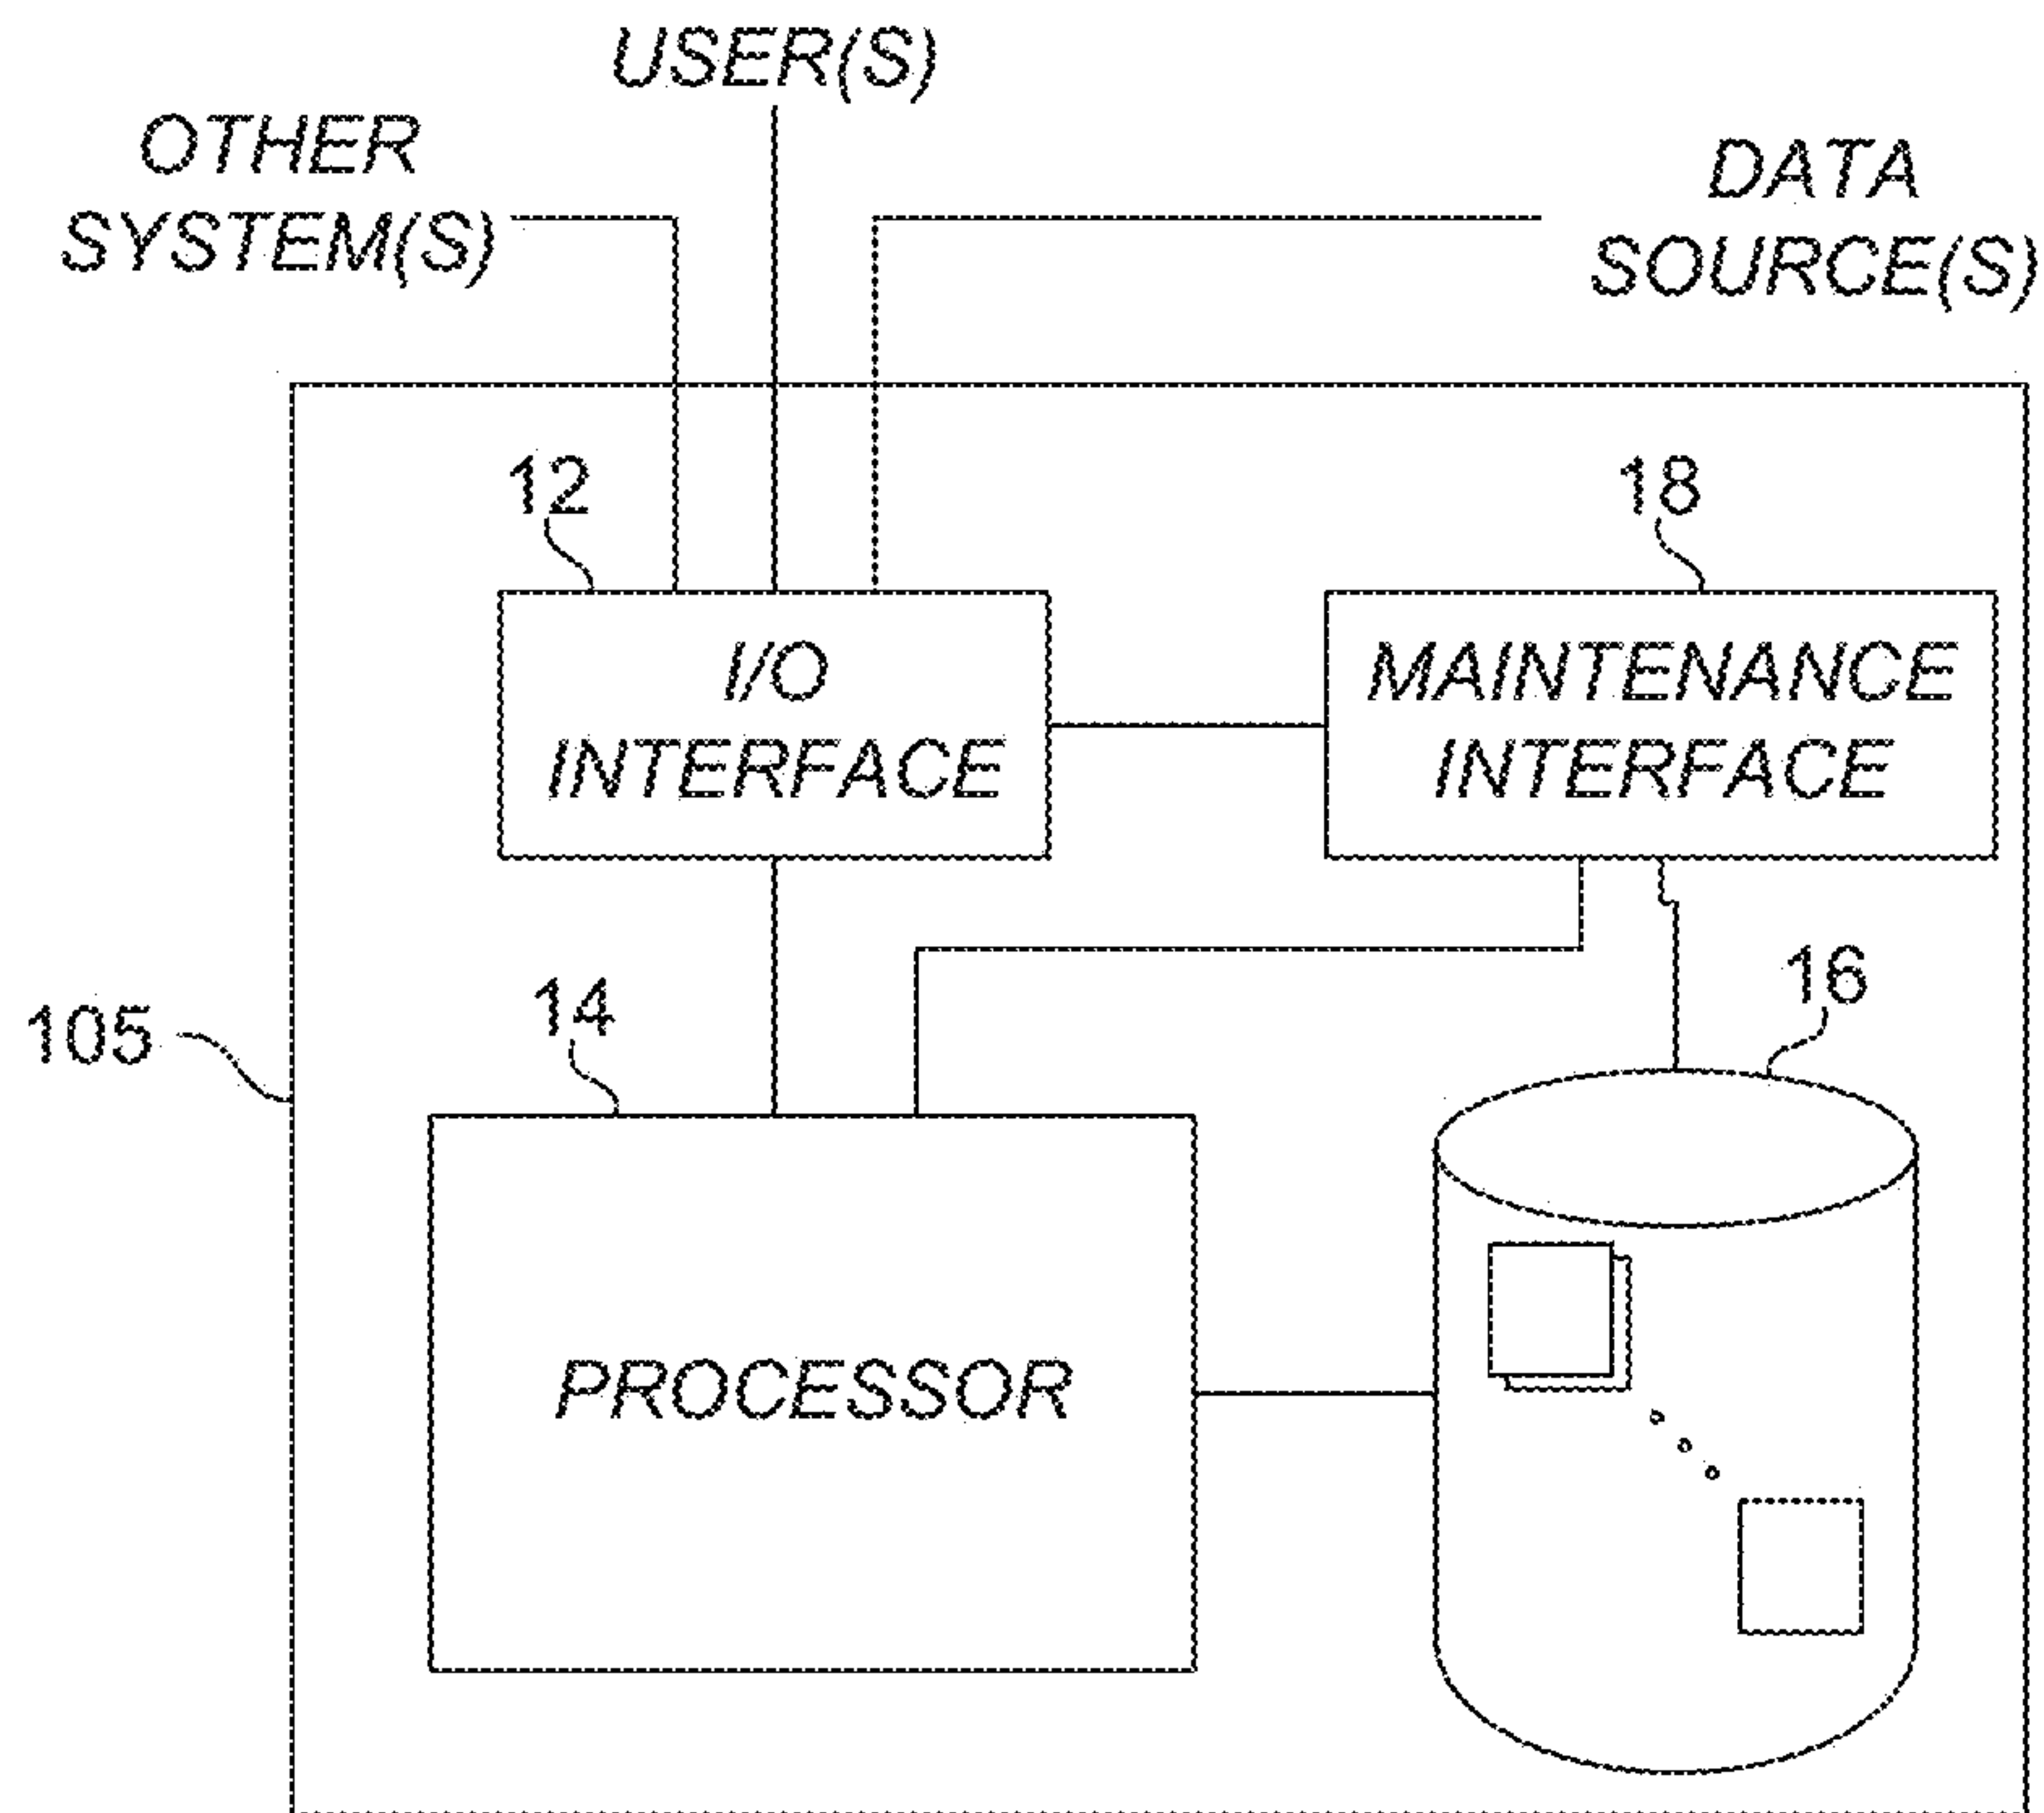 USER(S)
OTHER
SYSTEM(S)
DATA
SOURCE(S)
12
18
I/O
INTERFACE
MAINTENANCE
INTERFACE
14
16
105
PROCESSOR